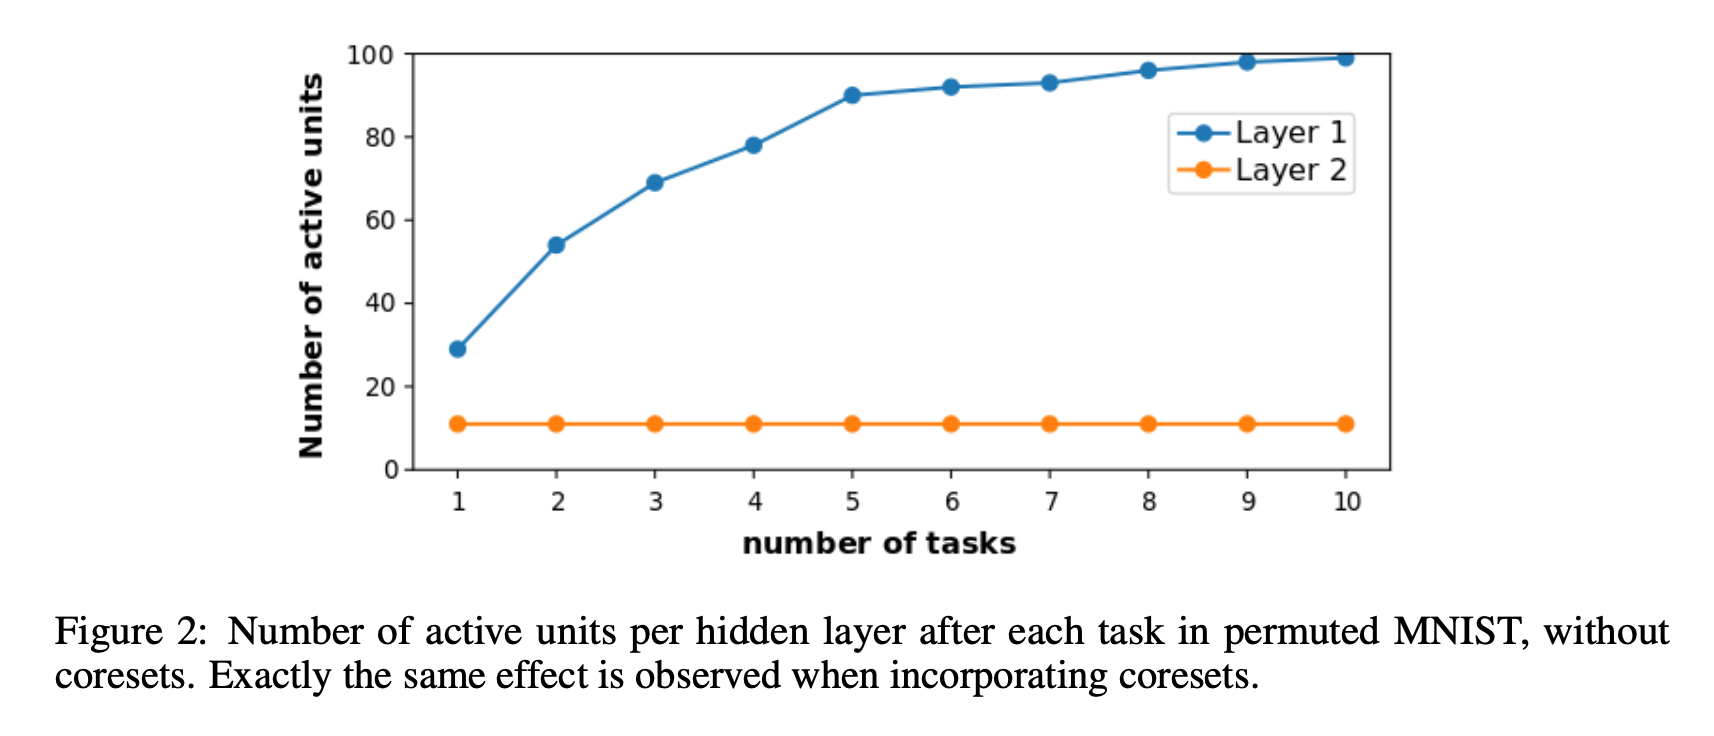 100
80
60
40
20
0
Number of active units
Layer 1
Layer 2
1 2 3 4 5 6 7 8 9 10
number of tasks
Figure 2: Number of active units per hidden layer after each task in permuted MNIST, without
coresets. Exactly the same effect is observed when incorporating coresets.